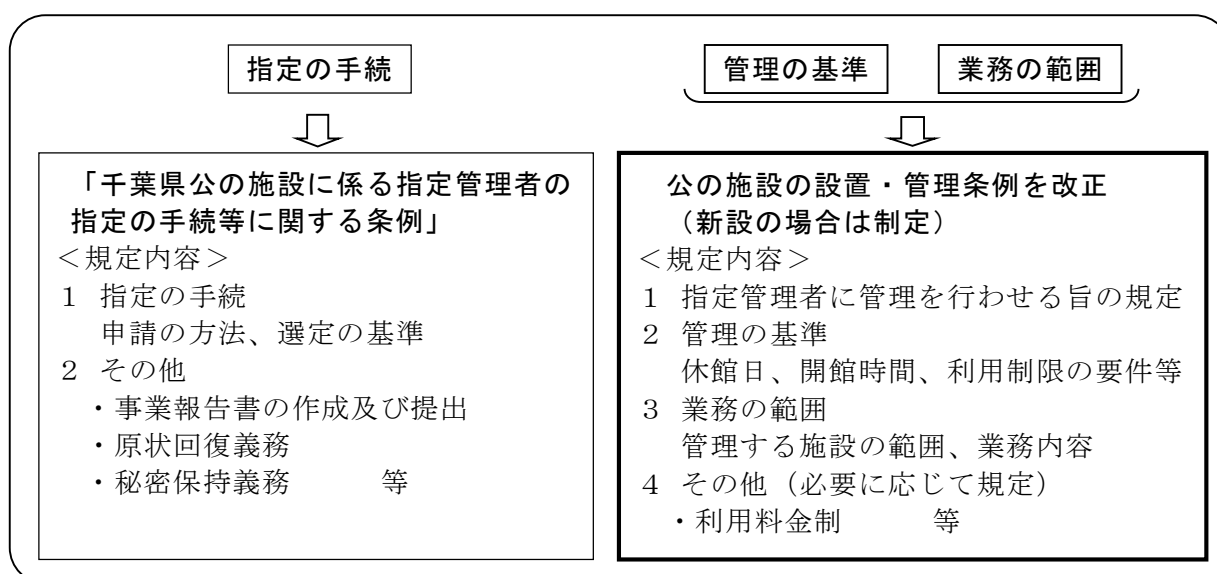 指定の手続
管理の基準
業務の範囲
「千葉県公の施設に係る指定管理者の
指定の手続等に関する条例」
<規定内容>
1 指定の手続
申請の方法、選定の基準
2 その他
・事業報告書の作成及び提出
・原状回復義務
・秘密保持義務 等
公の施設の設置・管理条例を改正
(新設の場合は制定)
<規定内容>
1 指定管理者に管理を行わせる旨の規定
2 管理の基準
休館日、開館時間、利用制限の要件等
3 業務の範囲
管理する施設の範囲、業務内容
4 その他(必要に応じて規定)
・利用料金制 等